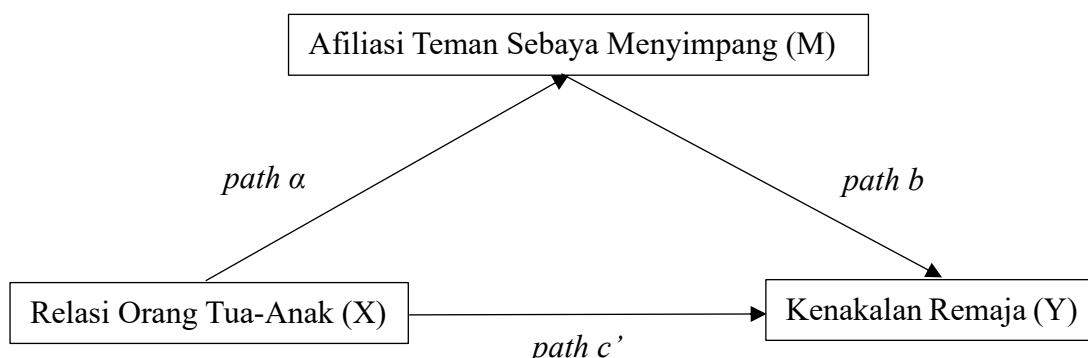 Afiliasi Teman Sebaya Menyimpang (M)
path α
path b
Relasi Orang Tua-Anak (X)
Kenakalan Remaja (Y)
path c’